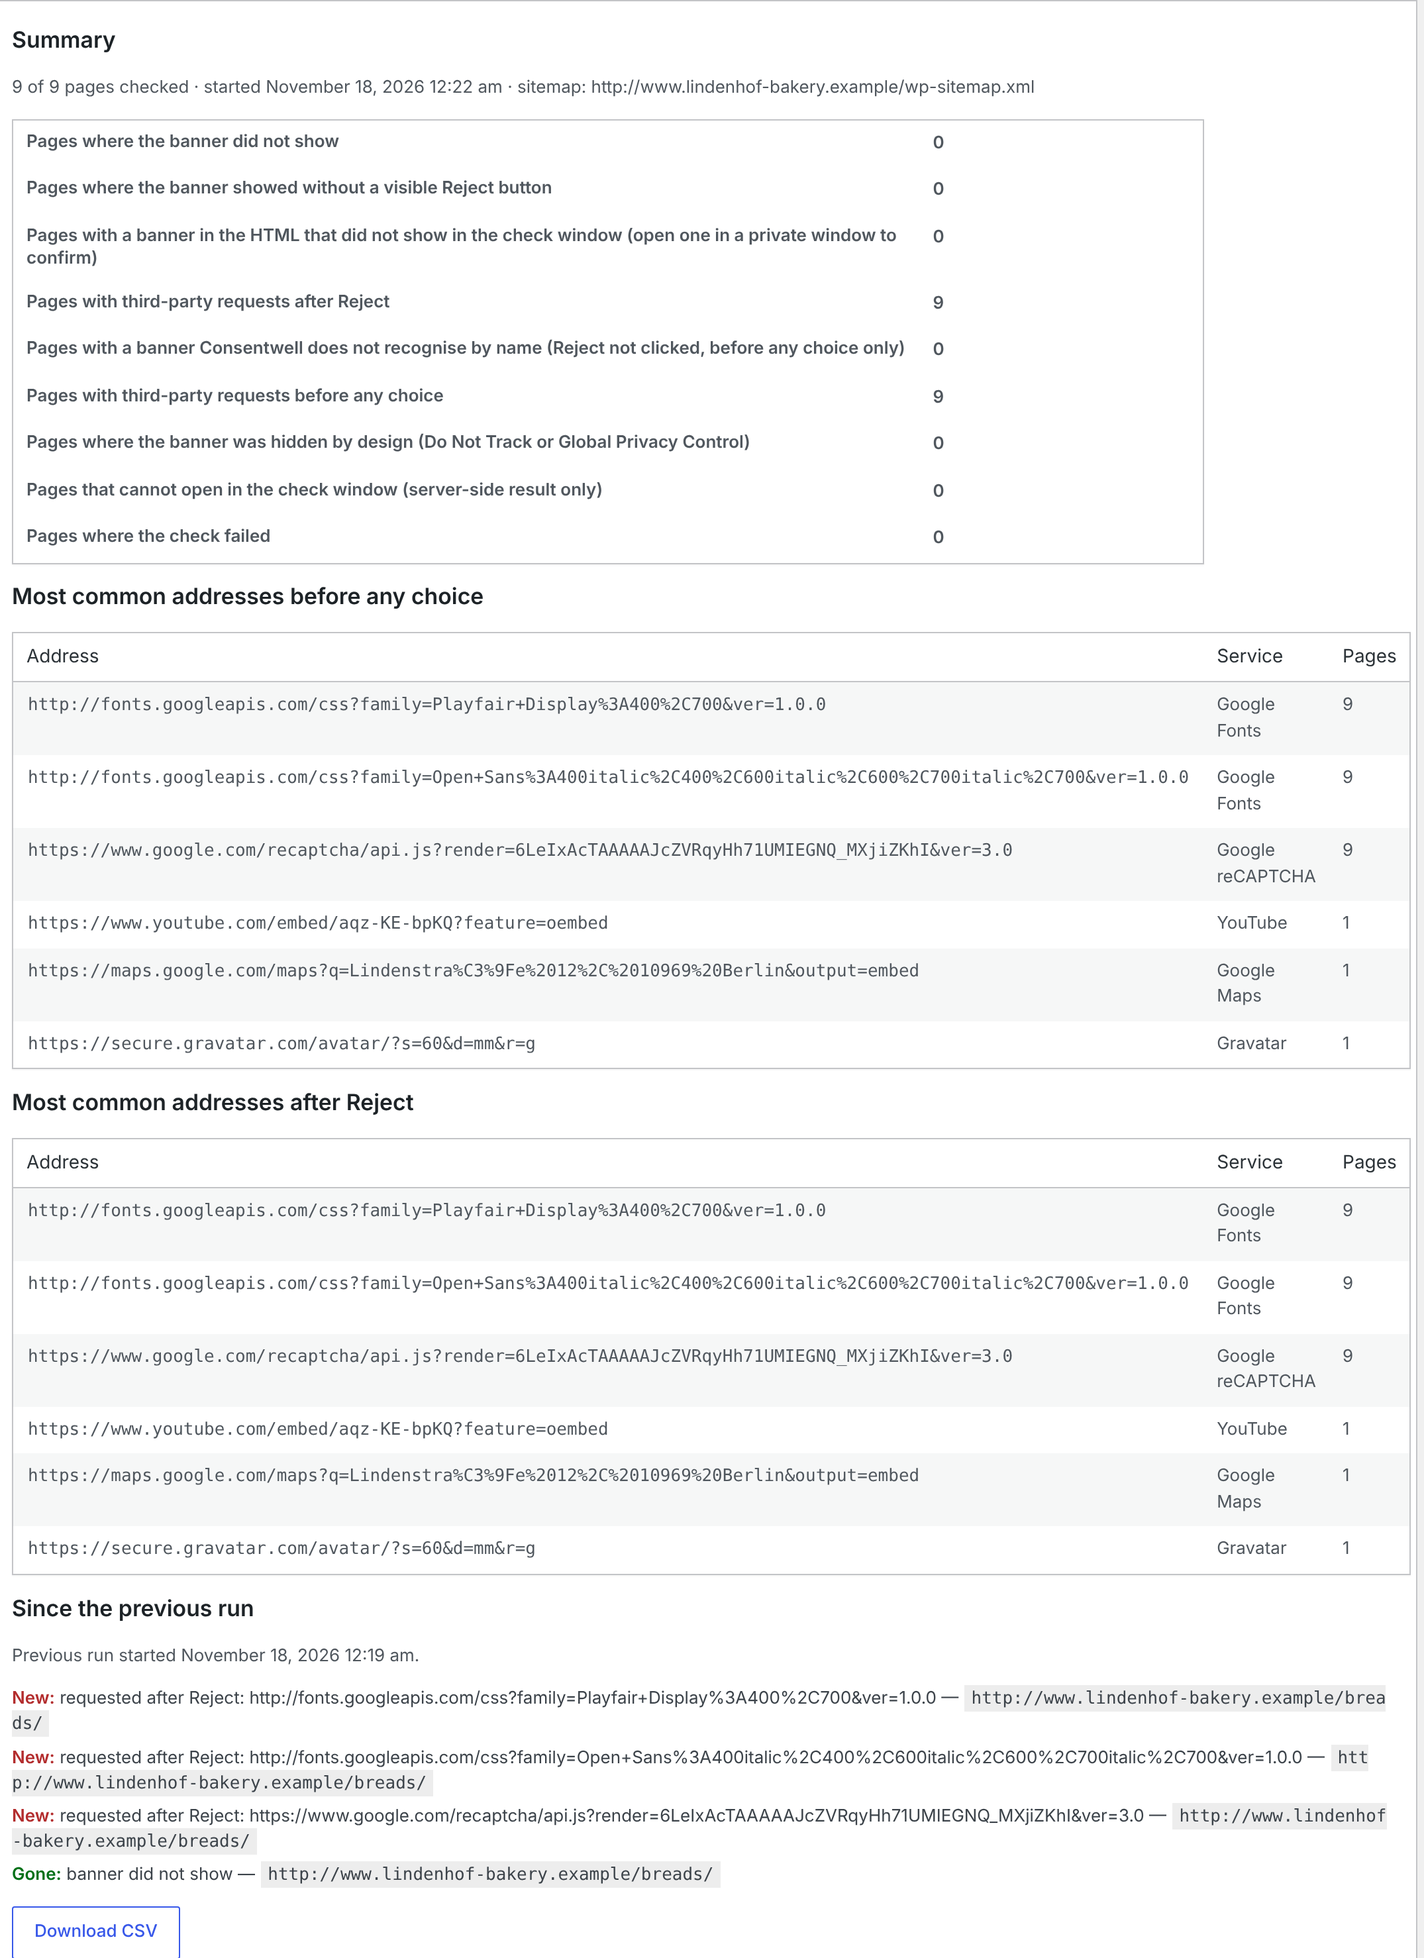 Summary
9 of 9 pages checked · started November 18, 2026 12:22 am · sitemap: http://www.lindenhof-bakery.example/wp-sitemap.xml
Pages where the banner did not show 0
Pages where the banner showed without a visible Reject button 0
Pages with a banner in the HTML that did not show in the check window (open one in a private window to 0
confirm)
Pages with third-party requests after Reject 9
Pages with a banner Consentwell does not recognise by name (Reject not clicked, before any choice only) 0
Pages with third-party requests before any choice 9
Pages where the banner was hidden by design (Do Not Track or Global Privacy Control) 0
Pages that cannot open in the check window (server-side result only) 0
Pages where the check failed 0
Most common addresses before any choice
Address Service Pages
http://fonts.googleapis.com/css?family=Playfair+Display%3A400%2C700&ver=1.0.0 Google 9
Fonts
http://fonts.googleapis.com/css?family=Open+Sans%3A400italic%2C400%2C600italic%2C600%2C700italic%2C700&ver=1.0.0 Google 9
Fonts
https://www.google.com/recaptcha/api.js?render=6LeIxAcTAAAAAJcZVRqyHh71UMIEGNQ_MXjiZKhI&ver=3.0 Google 9
reCAPTCHA
https://www.youtube.com/embed/aqz-KE-bpKQ?feature=oembed YouTube 1
https://maps.google.com/maps?q=Lindenstra%C3%9Fe%2012%2C%2010969%20Berlin&output=embed Google 1
Maps
https://secure.gravatar.com/avatar/?s=60&d=mm&r=g Gravatar 1
Most common addresses after Reject
Address Service Pages
http://fonts.googleapis.com/css?family=Playfair+Display%3A400%2C700&ver=1.0.0 Google 9
Fonts
http://fonts.googleapis.com/css?family=Open+Sans%3A400italic%2C400%2C600italic%2C600%2C700italic%2C700&ver=1.0.0 Google 9
Fonts
https://www.google.com/recaptcha/api.js?render=6LeIxAcTAAAAAJcZVRqyHh71UMIEGNQ_MXjiZKhI&ver=3.0 Google 9
reCAPTCHA
https://www.youtube.com/embed/aqz-KE-bpKQ?feature=oembed YouTube 1
https://maps.google.com/maps?q=Lindenstra%C3%9Fe%2012%2C%2010969%20Berlin&output=embed Google 1
Maps
https://secure.gravatar.com/avatar/?s=60&d=mm&r=g Gravatar 1
Since the previous run
Previous run started November 18, 2026 12:19 am.
New: requested after Reject: http://fonts.googleapis.com/css?family=Playfair+Display%3A400%2C700&ver=1.0.0 — http://www.lindenhof-bakery.example/brea
ds/
New: requested after Reject: http://fonts.googleapis.com/css?family=Open+Sans%3A400italic%2C400%2C600italic%2C600%2C700italic%2C700&ver=1.0.0 — htt
p://www.lindenhof-bakery.example/breads/
New: requested after Reject: https://www.google.com/recaptcha/api.js?render=6LeIxAcTAAAAAJcZVRqyHh71UMIEGNQ_MXjiZKhI&ver=3.0 — http://www.lindenhof
-bakery.example/breads/
Gone: banner did not show — http://www.lindenhof-bakery.example/breads/
Download CSV